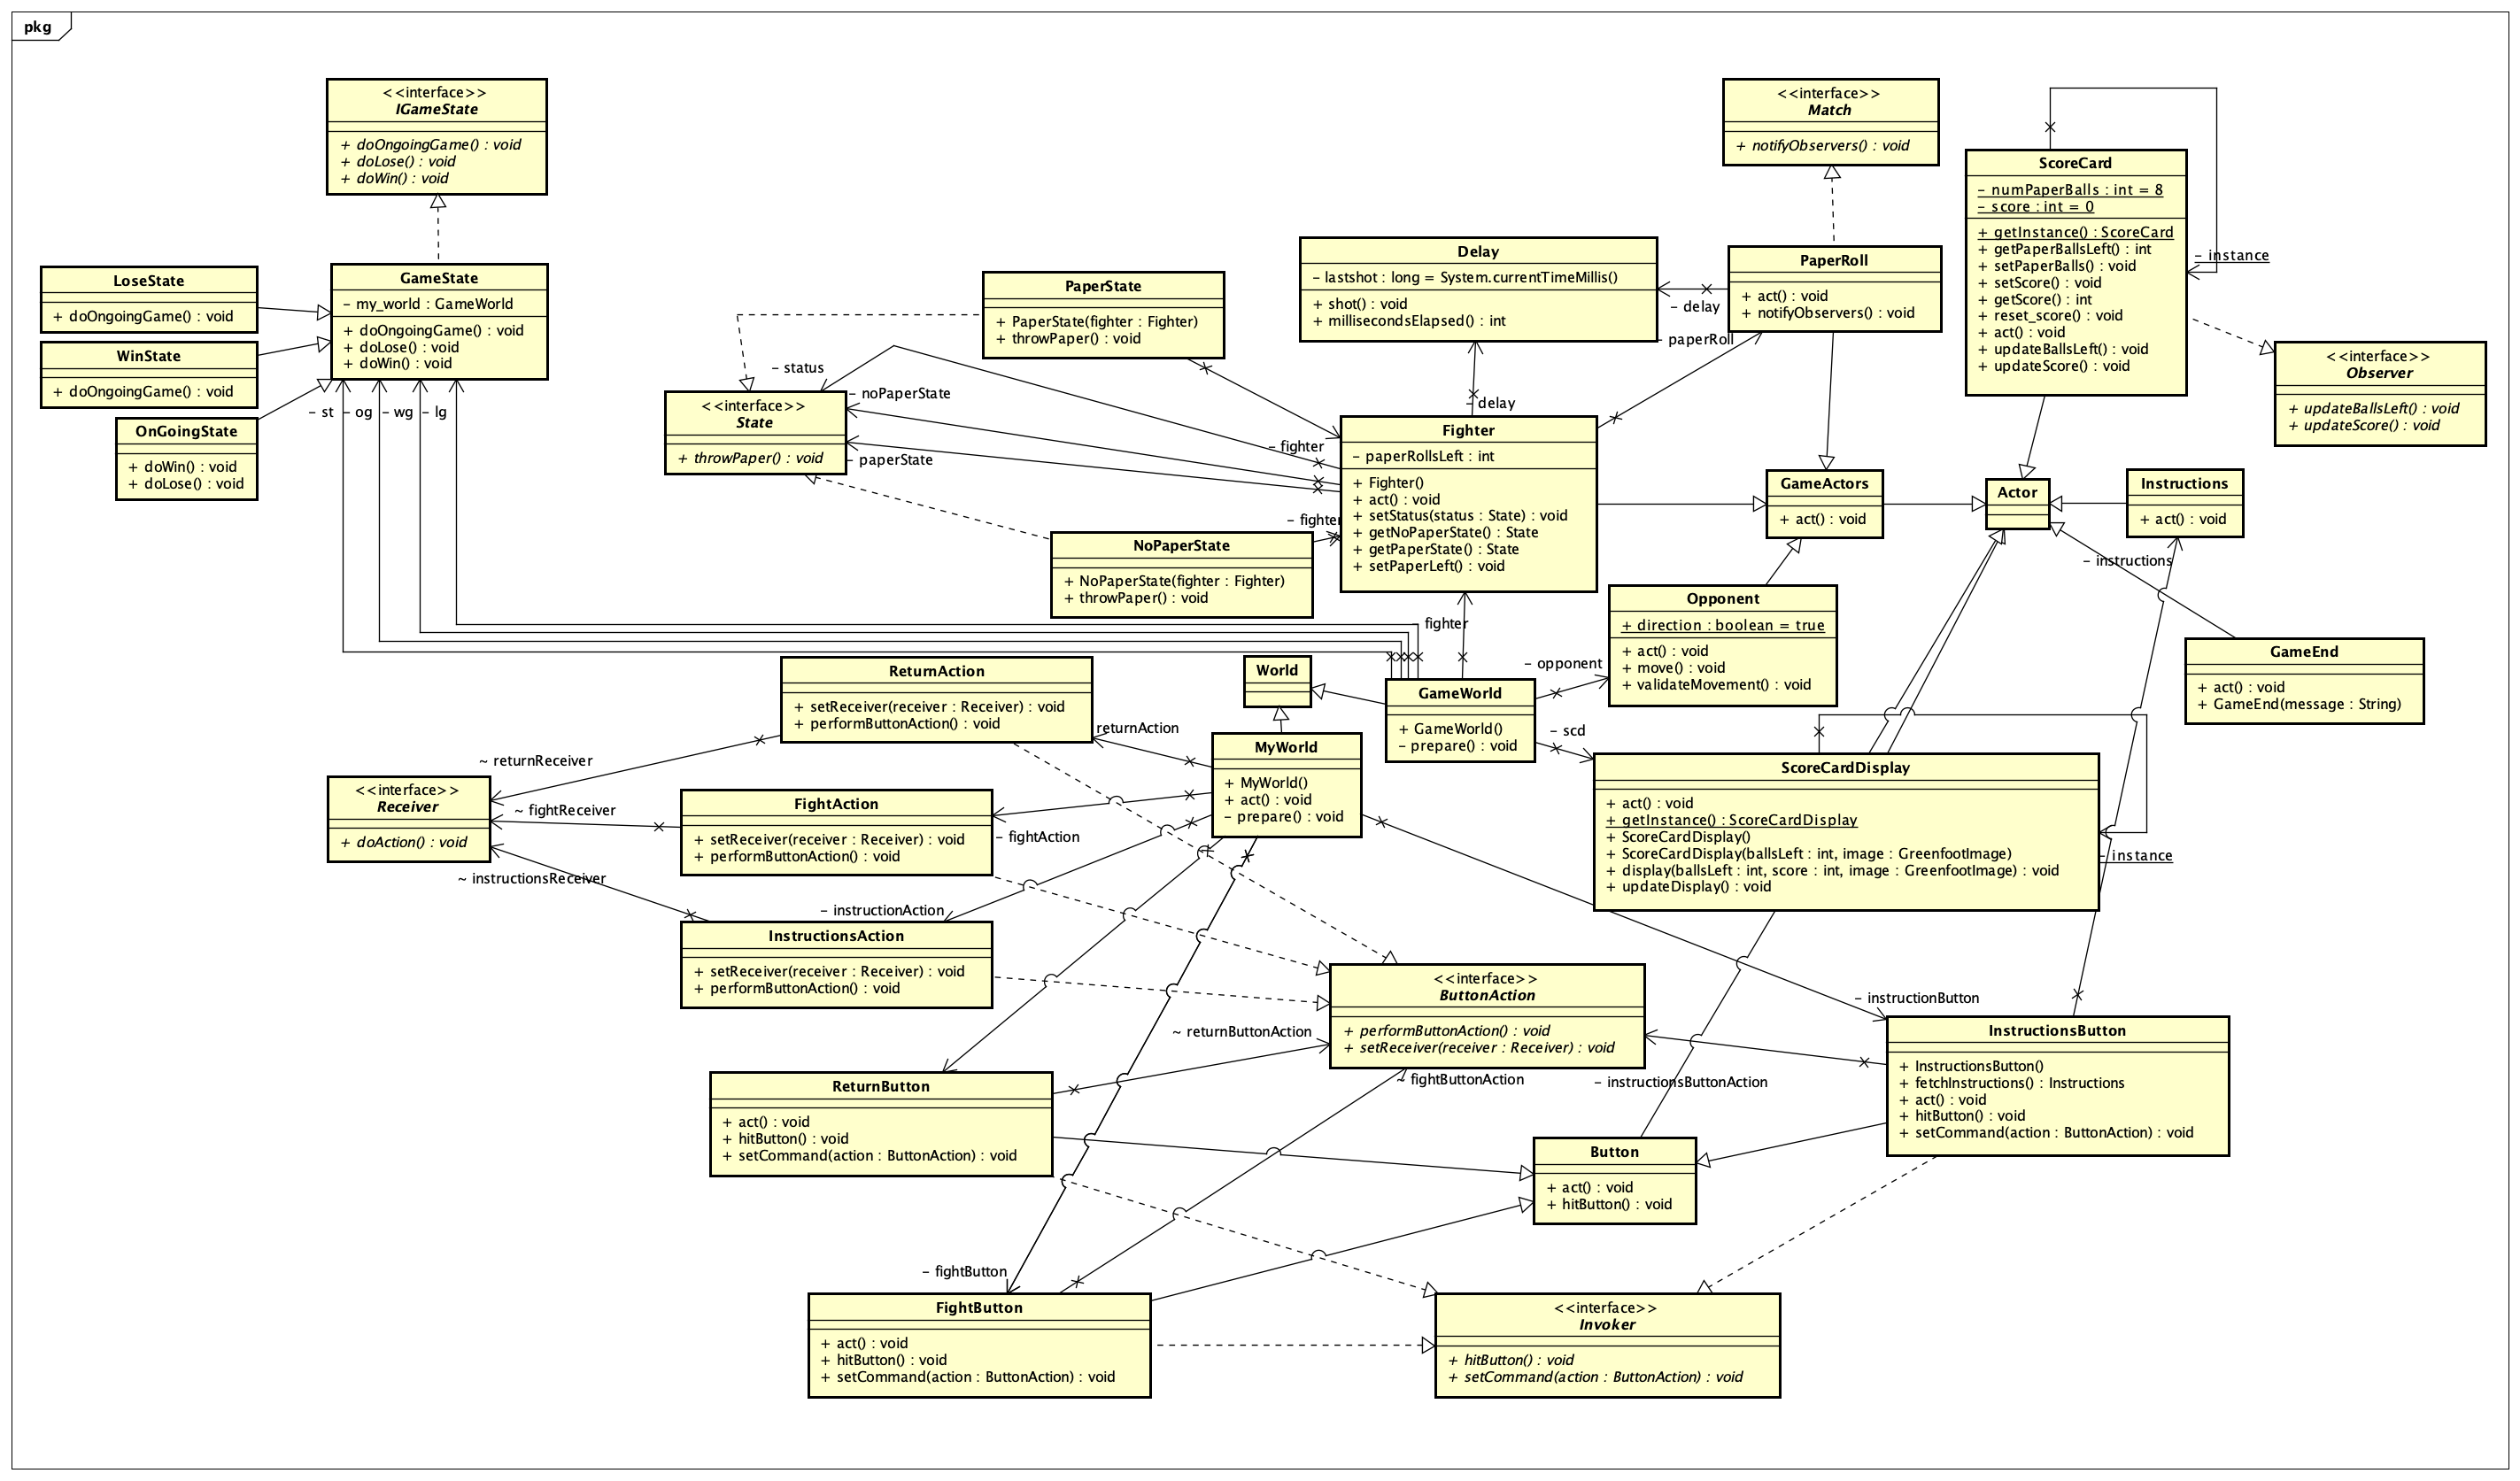 pkg
<<interface>>
IGameState
+ doOngoingGame() : void
+ doLose() : void
+ doWin() : void
<<interface>>
Match
+ notifyObservers() : void
ScoreCard
- numPaperBalls : int = 8
- score : int = 0
+ getInstance() : ScoreCard
+ getPaperBallsLeft() : int
+ setPaperBalls() : void
+ setScore() : void
+ getScore() : int
+ reset_score() : void
+ act() : void
+ updateBallsLeft() : void
+ updateScore() : void
- instance
LoseState
+ doOngoingGame() : void
GameState
- my_world : GameWorld
+ doOngoingGame() : void
+ doLose() : void
+ doWin() : void
WinState
+ doOngoingGame() : void
OnGoingState
+ doWin() : void
+ doLose() : void
- st
- og
- wg
- lg
PaperState
+ PaperState(fighter : Fighter)
+ throwPaper() : void
Delay
- lastshot : long = System.currentTimeMillis()
+ shot() : void
+ millisecondsElapsed() : int
PaperRoll
+ act() : void
+ notifyObservers() : void
- delay
- paperRoll
<<interface>>
Observer
+ updateBallsLeft() : void
+ updateScore() : void
- status
- noPaperState
<<interface>>
State
+ throwPaper() : void
- paperState
- fighter
- delay
Fighter
- paperRollsLeft : int
+ Fighter()
+ act() : void
+ setStatus(status : State) : void
+ getNoPaperState() : State
+ getPaperState() : State
+ setPaperLeft() : void
GameActors
+ act() : void
Actor
Instructions
+ act() : void
- instructions
- fighter
NoPaperState
+ NoPaperState(fighter : Fighter)
+ throwPaper() : void
Opponent
+ direction : boolean = true
+ act() : void
+ move() : void
+ validateMovement() : void
GameEnd
+ act() : void
+ GameEnd(message : String)
- fighter
- opponent
World
GameWorld
+ GameWorld()
- prepare() : void
- scd
ReturnAction
+ setReceiver(receiver : Receiver) : void
+ performButtonAction() : void
returnAction
MyWorld
+ MyWorld()
+ act() : void
- prepare() : void
ScoreCardDisplay
+ act() : void
+ getInstance() : ScoreCardDisplay
+ ScoreCardDisplay()
+ ScoreCardDisplay(ballsLeft : int, image : GreenfootImage)
+ display(ballsLeft : int, score : int, image : GreenfootImage) : void
+ updateDisplay() : void
- instance
~ returnReceiver
<<interface>>
Receiver
+ doAction() : void
~ fightReceiver
~ instructionsReceiver
FightAction
+ setReceiver(receiver : Receiver) : void
+ performButtonAction() : void
- fightAction
- instructionAction
InstructionsAction
+ setReceiver(receiver : Receiver) : void
+ performButtonAction() : void
<<interface>>
ButtonAction
+ performButtonAction() : void
+ setReceiver(receiver : Receiver) : void
~ returnButtonAction
~ fightButtonAction
- instructionsButtonAction
- instructionButton
InstructionsButton
+ InstructionsButton()
+ fetchInstructions() : Instructions
+ act() : void
+ hitButton() : void
+ setCommand(action : ButtonAction) : void
ReturnButton
+ act() : void
+ hitButton() : void
+ setCommand(action : ButtonAction) : void
Button
+ act() : void
+ hitButton() : void
- fightButton
FightButton
+ act() : void
+ hitButton() : void
+ setCommand(action : ButtonAction) : void
<<interface>>
Invoker
+ hitButton() : void
+ setCommand(action : ButtonAction) : void